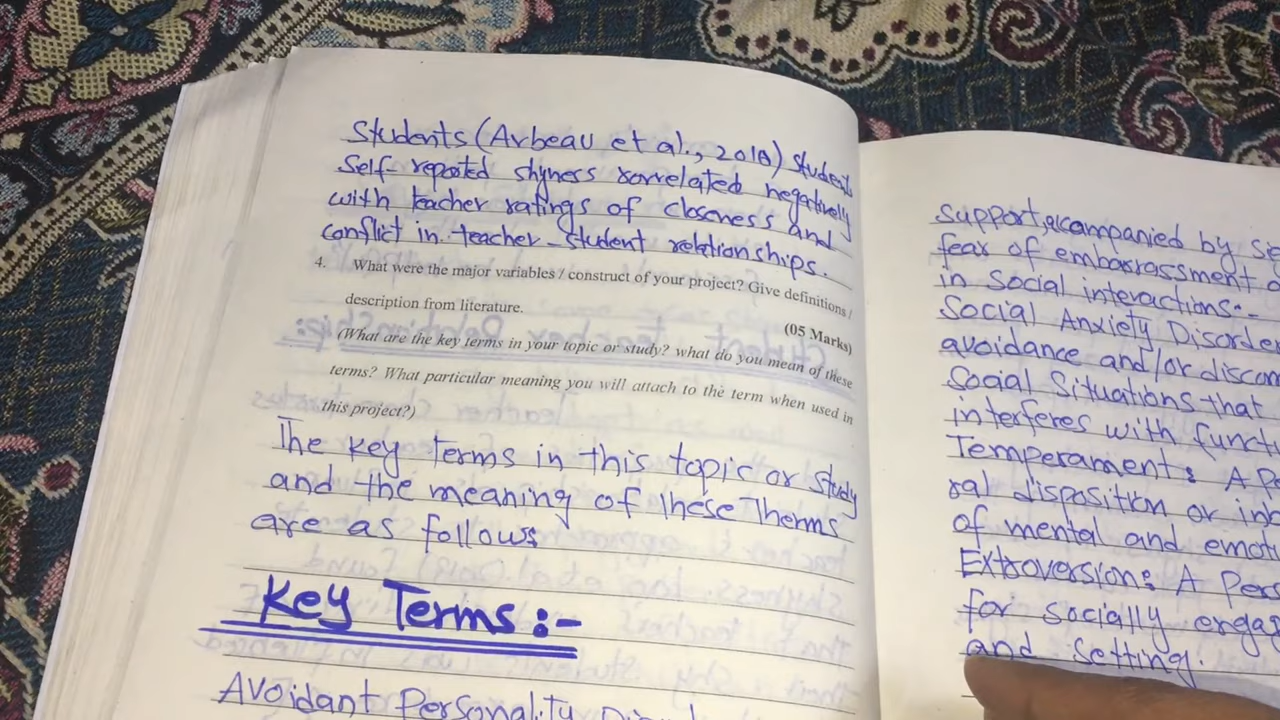 Students (Arbeau et al., 2010) Students
Self-reported shyness correlated negatively
with teacher ratings of closeness and
conflict in teacher-student relationships.
4. What were the major variables / construct of your project? Give definitions /
description from literature.
(05 Marks)
(What are the key terms in your topic or study? what do you mean of these
terms? What particular meaning you will attach to the term when used in
this project?)
The key Terms in this topic or study
and the meaning of these Therms
are as follows
Key Terms:-
Avoidant Personality
Support, accompanied by
fear of embarrassment
in Social interactions:-
Social Anxiety
avoidance and/or
Social Situations that
interferes with
Temperament: A
ral disposition or
of mental and
Extroversion: A
for socially
and setting.